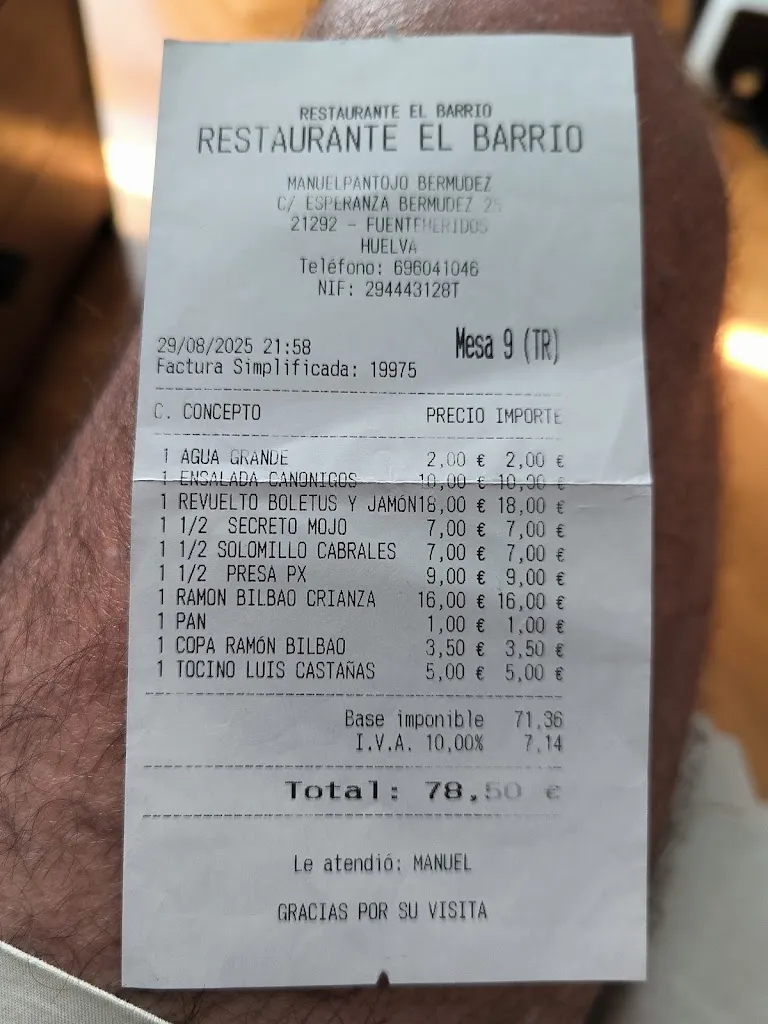 RESTAURANTE EL BARRIO
RESTAURANTE EL BARRIO
MANUELPANTOJO BERMUDEZ
C/ ESPERANZA BERMUDEZ 25
21292 - FUENTEHERIDOS
HUELVA
Teléfono: 696041046
NIF: 294443128T
29/08/2025 21:58 Mesa 9 (TR)
Factura Simplificada: 19975
C. CONCEPTO PRECIO IMPORTE
1 AGUA GRANDE 2,00 € 2,00 €
1 ENSALADA CANONIGOS 10,00 € 10,00 €
1 REVUELTO BOLETUS Y JAMÓN18,00 € 18,00 €
1 1/2 SECRETO MOJO 7,00 € 7,00 €
1 1/2 SOLOMILLO CABRALES 7,00 € 7,00 €
1 1/2 PRESA PX 9,00 € 9,00 €
1 RAMON BILBAO CRIANZA 16,00 € 16,00 €
1 PAN 1,00 € 1,00 €
1 COPA RAMÓN BILBAO 3,50 € 3,50 €
1 TOCINO LUIS CASTAÑAS 5,00 € 5,00 €
Base imponible 71,36
I.V.A. 10,00% 7,14
Total: 78,50 €
Le atendió: MANUEL
GRACIAS POR SU VISITA